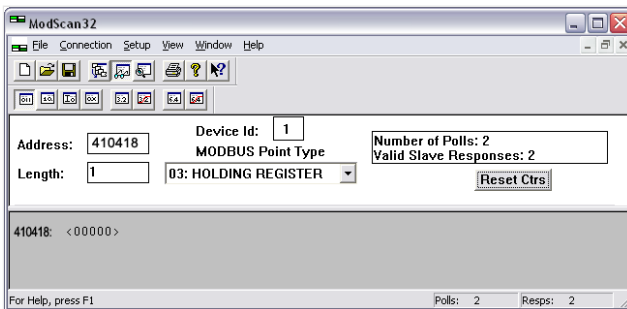 ModScan32
File Connection Setup View Window Help
Address: 410418
Device Id: 1
MODBUS Point Type
Length: 1
03: HOLDING REGISTER
Number of Polls: 2
Valid Slave Responses: 2
Reset Ctrs
410418: <00000>
For Help, press F1
Polls: 2
Resps: 2